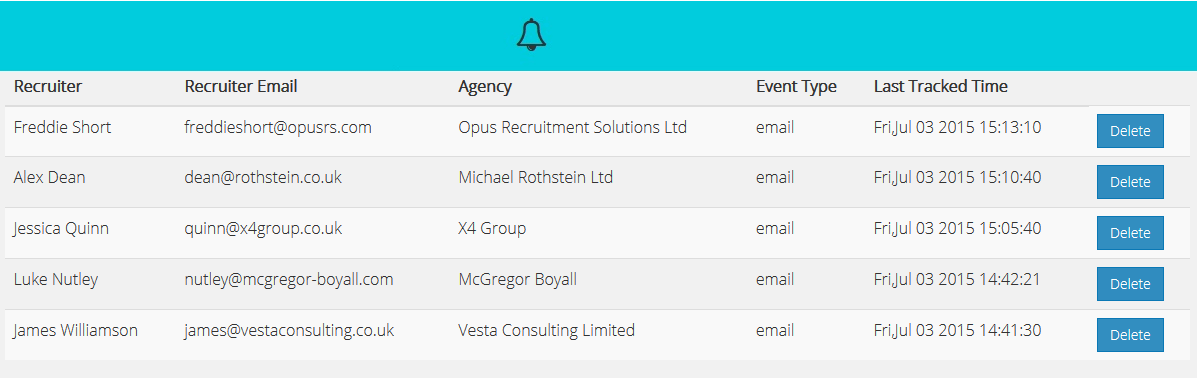 Recruiter Recruiter Email Agency Event Type Last Tracked Time
Freddie Short freddieshort@opusrs.com Opus Recruitment Solutions Ltd email Fri,Jul 03 2015 15:13:10 Delete
Alex Dean dean@rothstein.co.uk Michael Rothstein Ltd email Fri,Jul 03 2015 15:10:40 Delete
Jessica Quinn quinn@x4group.co.uk X4 Group email Fri,Jul 03 2015 15:05:40 Delete
Luke Nutley nutley@mcgregor-boyall.com McGregor Boyall email Fri,Jul 03 2015 14:42:21 Delete
James Williamson james@vestaconsulting.co.uk Vesta Consulting Limited email Fri,Jul 03 2015 14:41:30 Delete